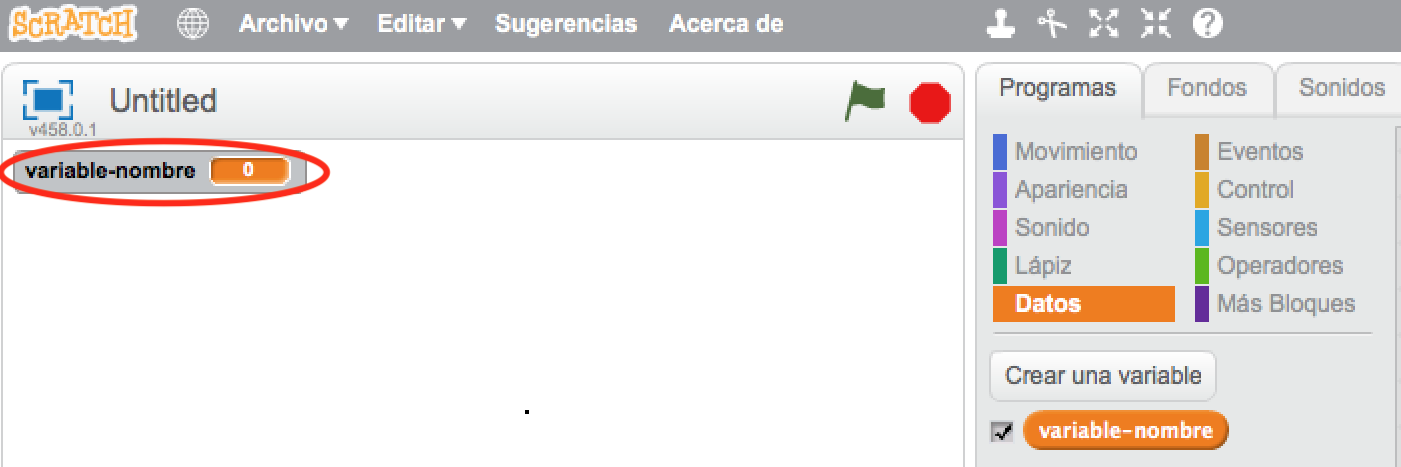 SCRATCH Archivo Editar Sugerencias Acerca de
Untitled
v458.0.1
variable-nombre 0
Programas Fondos Sonidos
Movimiento Eventos
Apariencia Control
Sonido Sensores
Lápiz Operadores
Datos Más Bloques
Crear una variable
variable-nombre